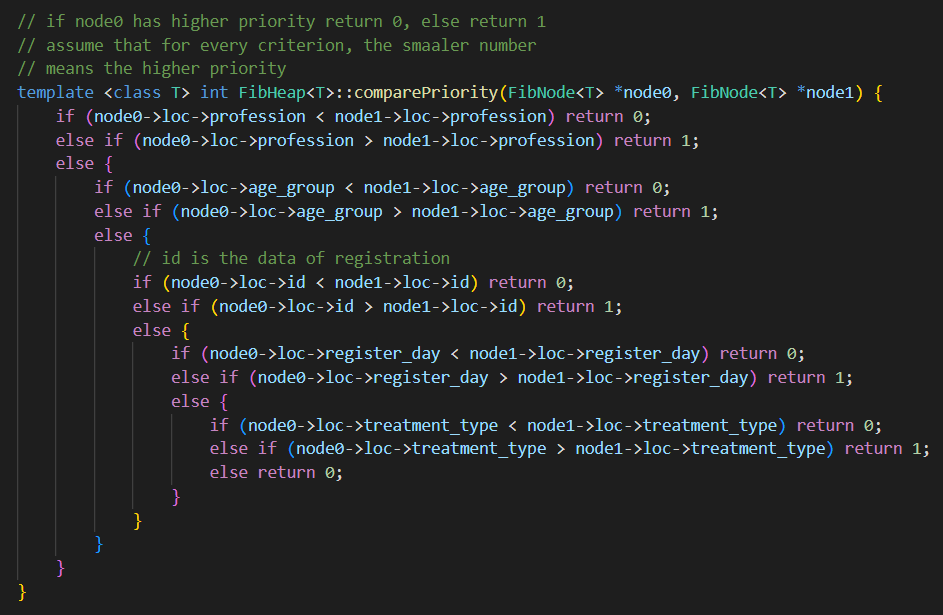 // if node0 has higher priority return 0, else return 1
// assume that for every criterion, the smaaler number
// means the higher priority
template <class T> int FibHeap<T>::comparePriority(FibNode<T> *node0, FibNode<T> *node1) {
    if (node0->loc->profession < node1->loc->profession) return 0;
    else if (node0->loc->profession > node1->loc->profession) return 1;
    else {
        if (node0->loc->age_group < node1->loc->age_group) return 0;
        else if (node0->loc->age_group > node1->loc->age_group) return 1;
        else {
            // id is the data of registration
            if (node0->loc->id < node1->loc->id) return 0;
            else if (node0->loc->id > node1->loc->id) return 1;
            else {
                if (node0->loc->register_day < node1->loc->register_day) return 0;
                else if (node0->loc->register_day > node1->loc->register_day) return 1;
                else {
                    if (node0->loc->treatment_type < node1->loc->treatment_type) return 0;
                    else if (node0->loc->treatment_type > node1->loc->treatment_type) return 1;
                    else return 0;
                }
            }
        }
    }
}